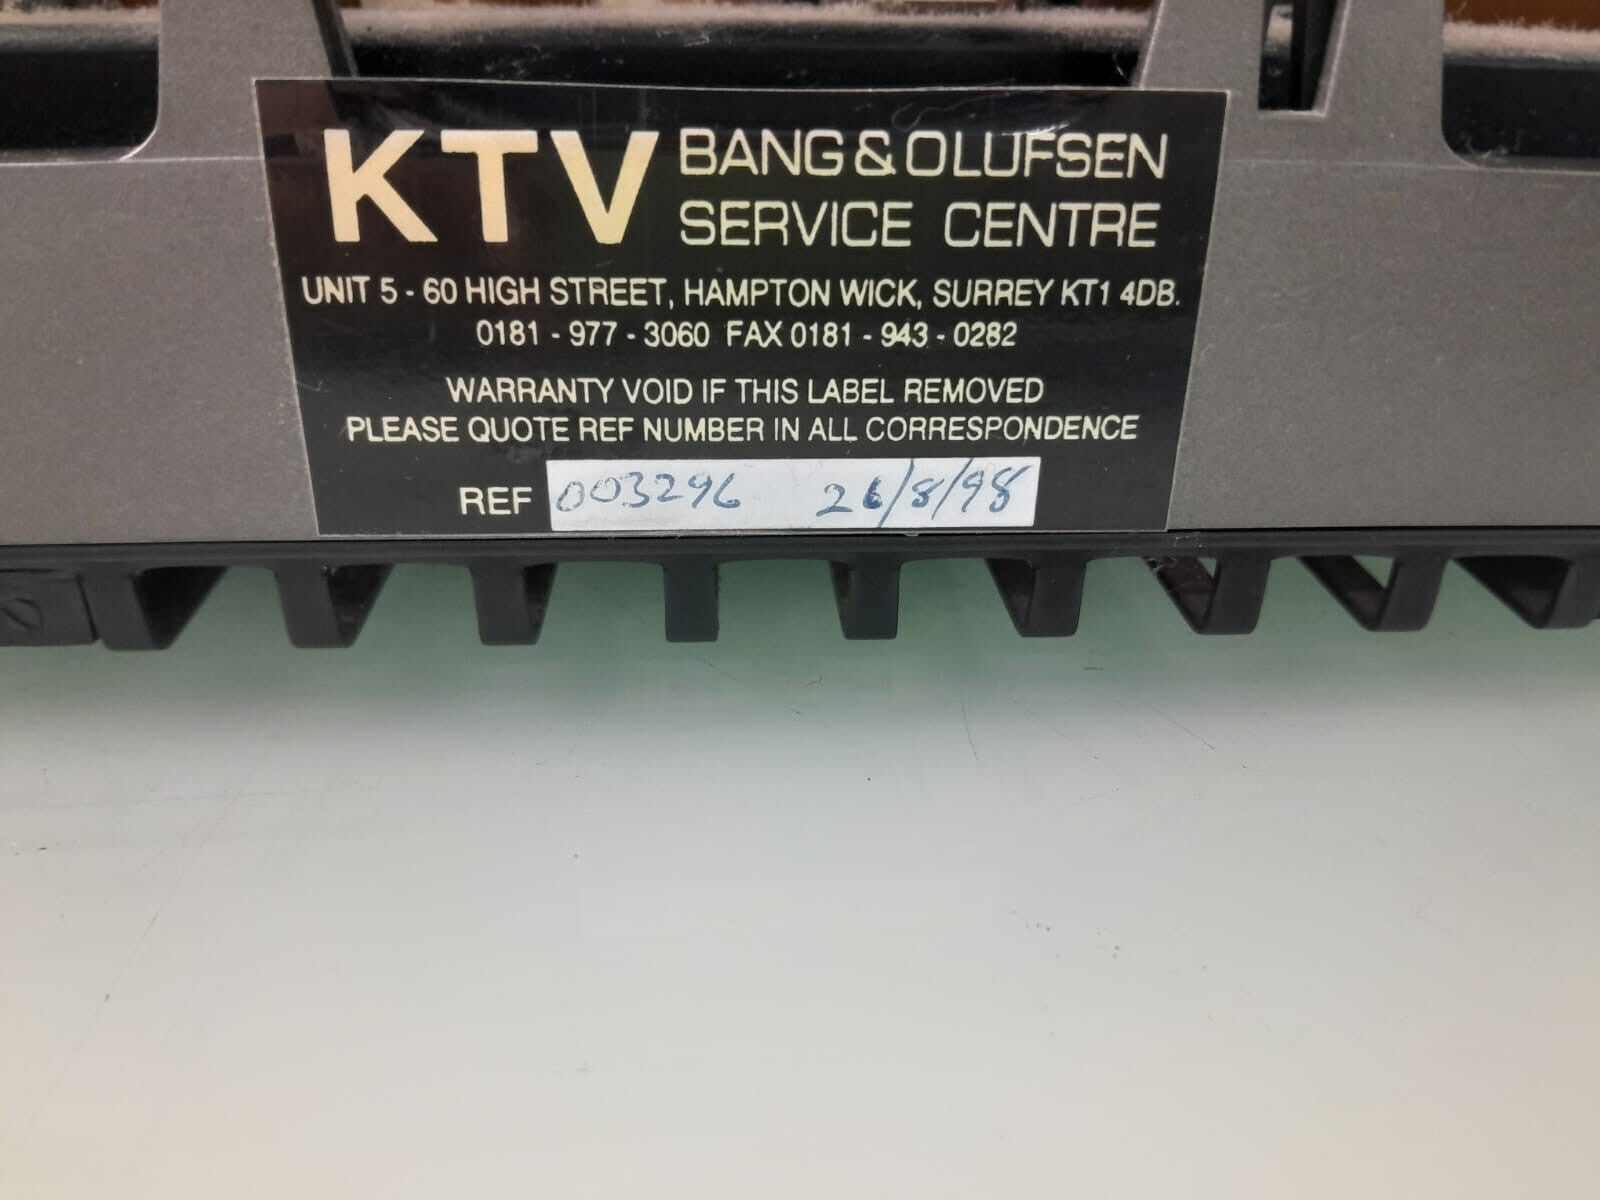 KTV BANG & OLUFSEN
SERVICE CENTRE
UNIT 5 - 60 HIGH STREET, HAMPTON WICK, SURREY KT1 4DB.
0181 - 977 - 3060 FAX 0181 - 943 - 0282
WARRANTY VOID IF THIS LABEL REMOVED
PLEASE QUOTE REF NUMBER IN ALL CORRESPONDENCE
REF 003296 26/8/98